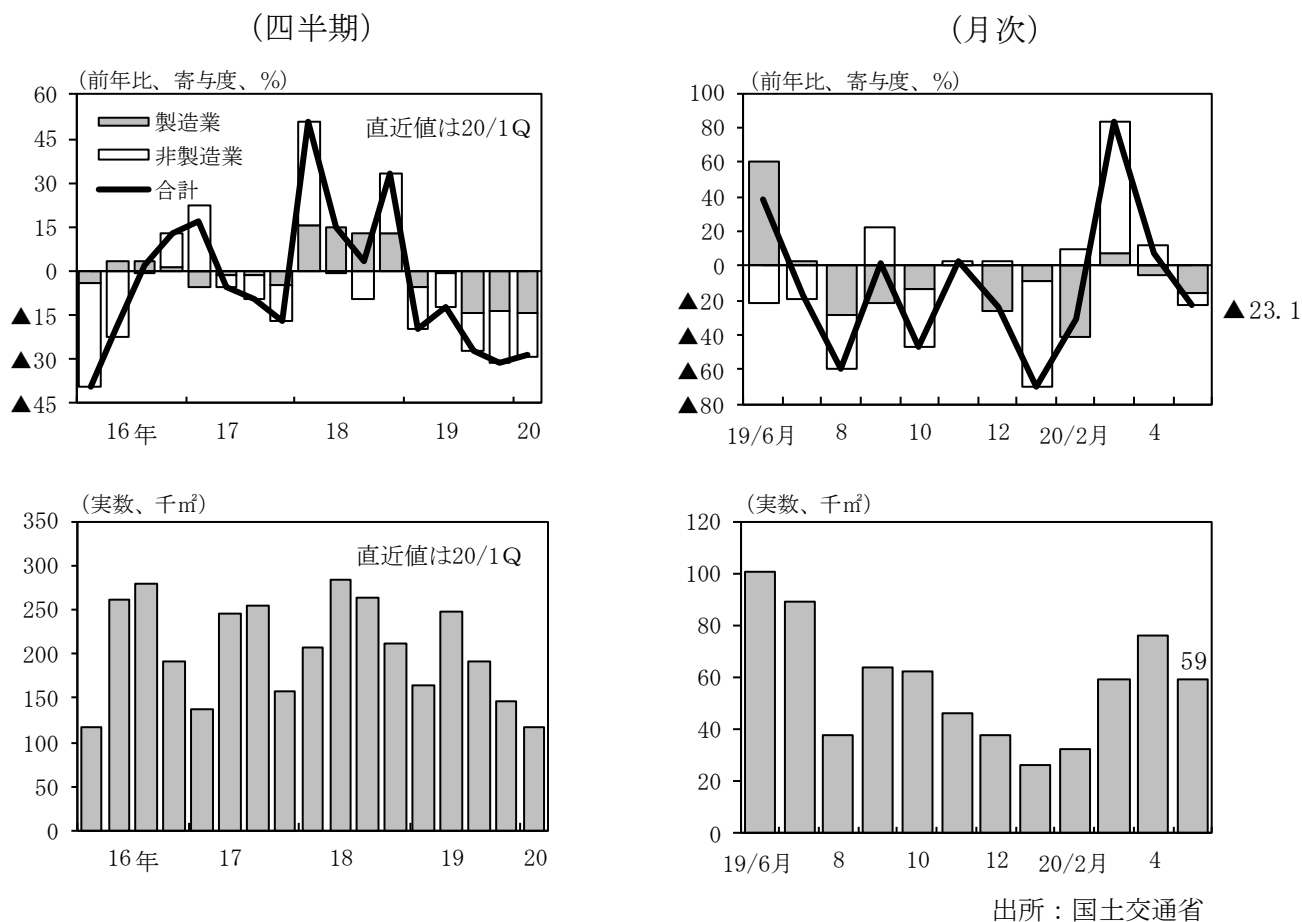 (四半期)
(前年比、寄与度、%)
60
45
30
15
0
▲15
▲30
▲45
製造業
非製造業
合計
直近値は20/1Q
16年 17 18 19 20
(月次)
(前年比、寄与度、%)
100
80
60
40
20
0
▲20
▲40
▲60
▲80
▲23.1
19/6月 8 10 12 20/2月 4
(実数、千㎡)
350
300
250
200
150
100
50
0
直近値は20/1Q
16年 17 18 19 20
(実数、千㎡)
120
100
80
60
40
20
0
59
19/6月 8 10 12 20/2月 4
出所：国土交通省